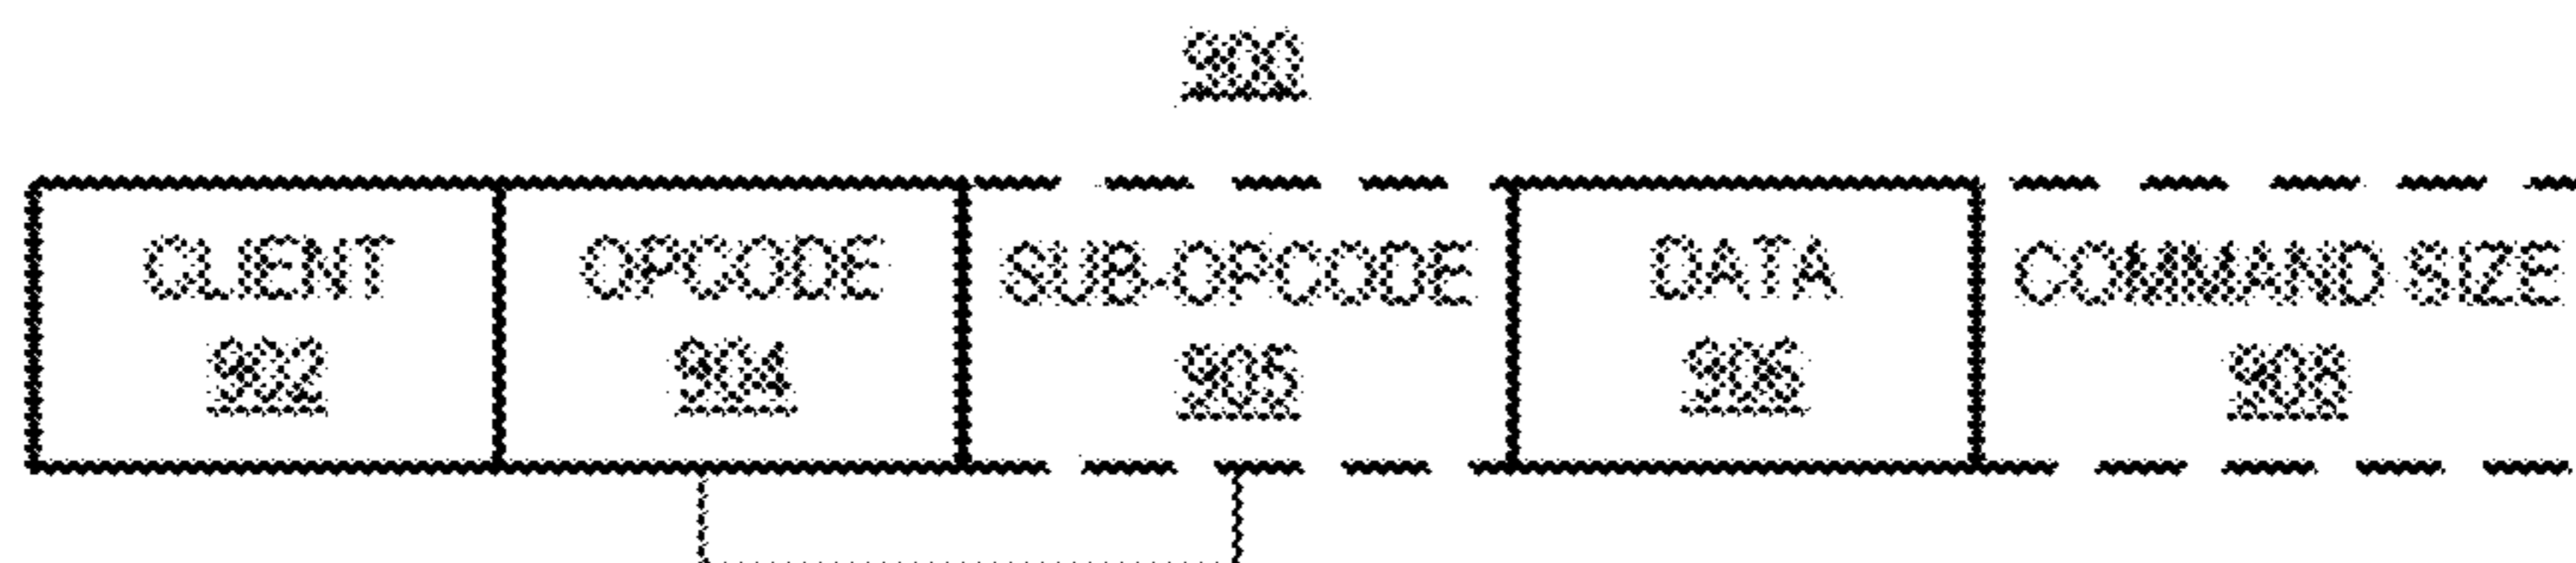 900
CLIENT OPCODE SUB-OPCODE DATA COMMAND SIZE
902 904 905 906 908